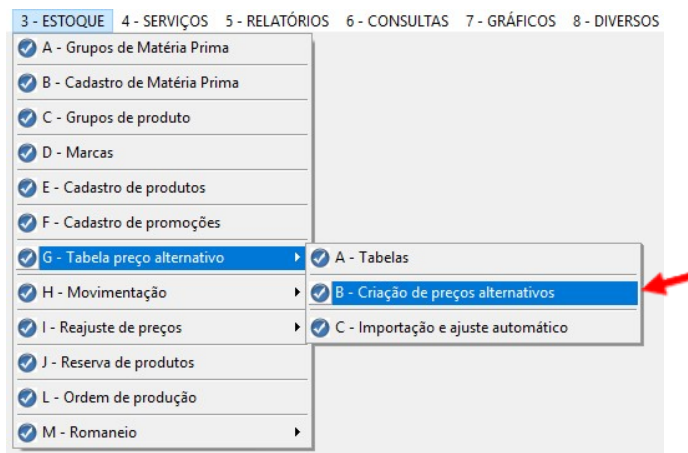 3 - ESTOQUE 4 - SERVIÇOS 5 - RELATÓRIOS 6 - CONSULTAS 7 - GRÁFICOS 8 - DIVERSOS
A - Grupos de Matéria Prima
B - Cadastro de Matéria Prima
C - Grupos de produto
D - Marcas
E - Cadastro de produtos
F - Cadastro de promoções
G - Tabela preço alternativo
H - Movimentação
I - Reajuste de preços
J - Reserva de produtos
L - Ordem de produção
M - Romaneio
A - Tabelas
B - Criação de preços alternativos
C - Importação e ajuste automático